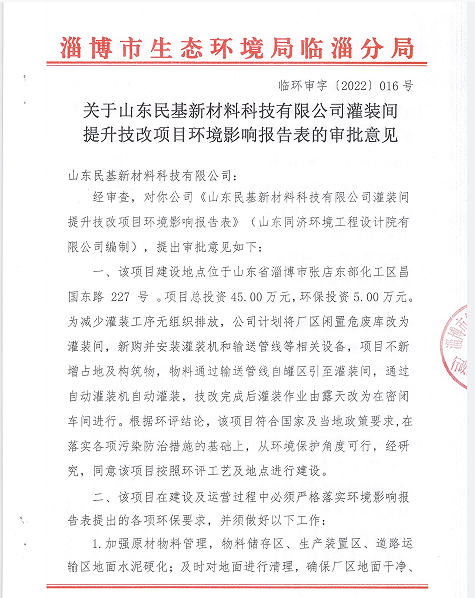 淄博市生态环境局临淄分局
临环审字〔2022〕016号
关于山东民基新材料科技有限公司灌装间
提升技改项目环境影响报告表的审批意见
山东民基新材料科技有限公司:
经审查,对你公司《山东民基新材料科技有限公司灌装间
提升技改项目环境影响报告表》(山东同济环境工程设计院有
限公司编制),提出审批意见如下:
一、该项目建设地点位于山东省淄博市张店东部化工区昌
国东路 227 号。项目总投资45.00万元,环保投资5.00万元。
为减少灌装工序无组织排放,公司计划将厂区闲置危废库改为
灌装间,新购并安装灌装机和输送管线等相关设备,项目不新
增占地及构筑物,物料通过输送管线自罐区引至灌装间,通过
自动灌装机自动灌装,技改完成后灌装作业由露天改为在密闭
车间进行。根据环评结论,该项目符合国家及当地政策要求,在
落实各项污染防治措施的基础上,从环境保护角度可行,经研
究,同意该项目按照环评工艺及地点进行建设。
二、该项目在建设及运营过程中必须严格落实环境影响报
告表提出的各项环保要求,并须做好以下工作:
1.加强原材物料管理,物料储存区、生产装置区、道路运
输区地面水泥硬化;及时对地面进行清理,确保厂区地面干净、
淄博市
行政